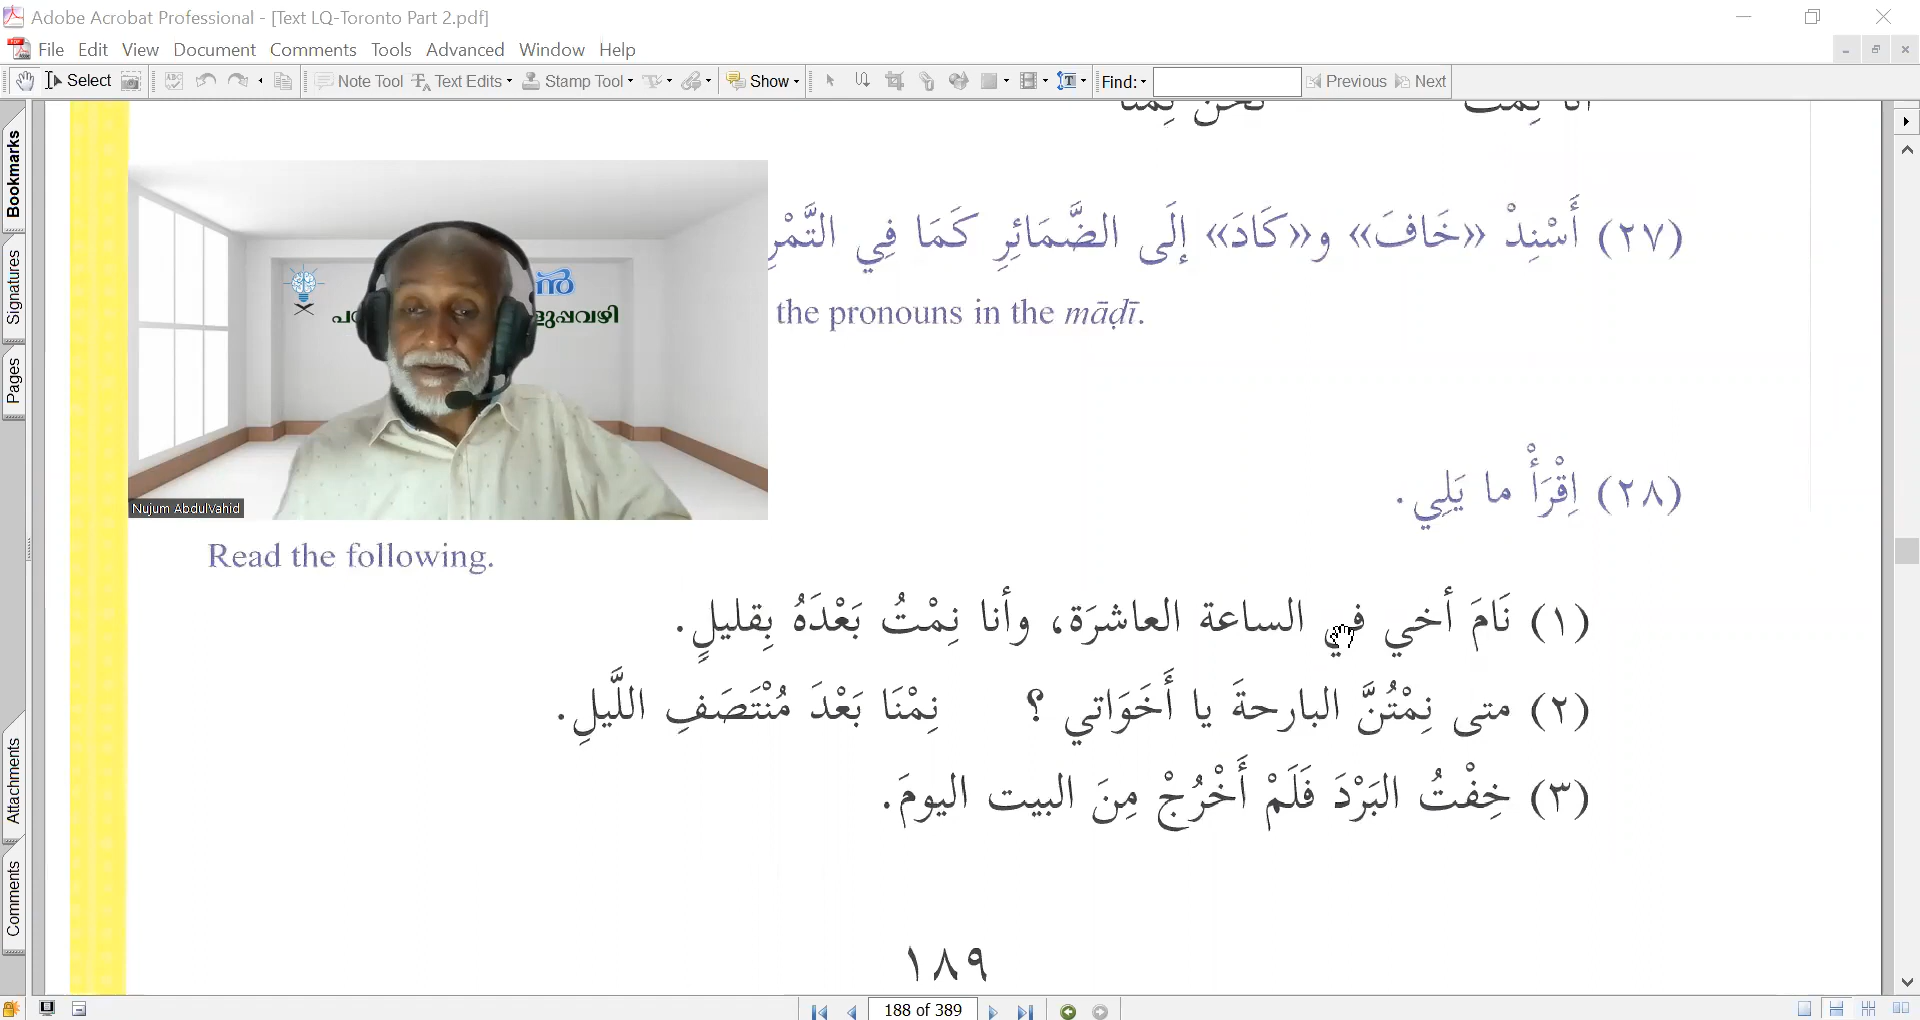 Adobe Acrobat Professional - [Text LQ-Toronto Part 2.pdf]
File Edit View Document Comments Tools Advanced Window Help
Select Note Tool Text Edits Stamp Tool Show Find: Previous Next
Bookmarks
Signatures
Pages
Attachments
Comments
(٢٧) أَسْنِدْ «خَافَ» و«كَادَ» إِلَى الضَّمَائِرِ كَمَا فِي
the pronouns in the māḍī.
Nujum AbdulVahid
(٢٨) اِقْرَأْ ما يَلِي.
Read the following.
(١) نَامَ أخي في الساعة العاشرَة، وأنا نِمْتُ بَعْدَهُ بِقليلٍ.
(٢) متى نِمْتُنَّ البارحةَ يا أَخَوَاتي ؟ نِمْنَا بَعْدَ مُنْتَصَفِ اللَّيلِ.
(٣) خِفْتُ البَرْدَ فَلَمْ أَخْرُجْ مِنَ البيت اليومَ.
١٨٩
188 of 389